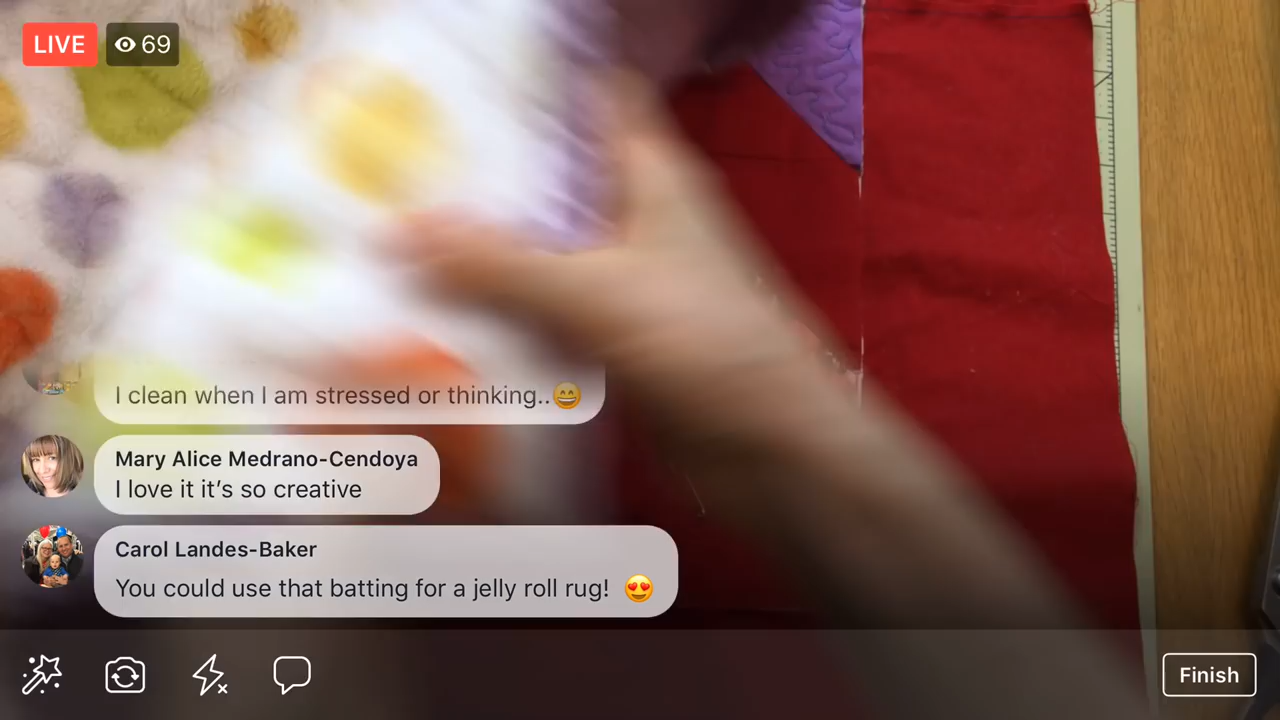 LIVE
69
I clean when I am stressed or thinking..😄
Mary Alice Medrano-Cendoya
I love it it's so creative
Carol Landes-Baker
You could use that batting for a jelly roll rug! 😍
Finish